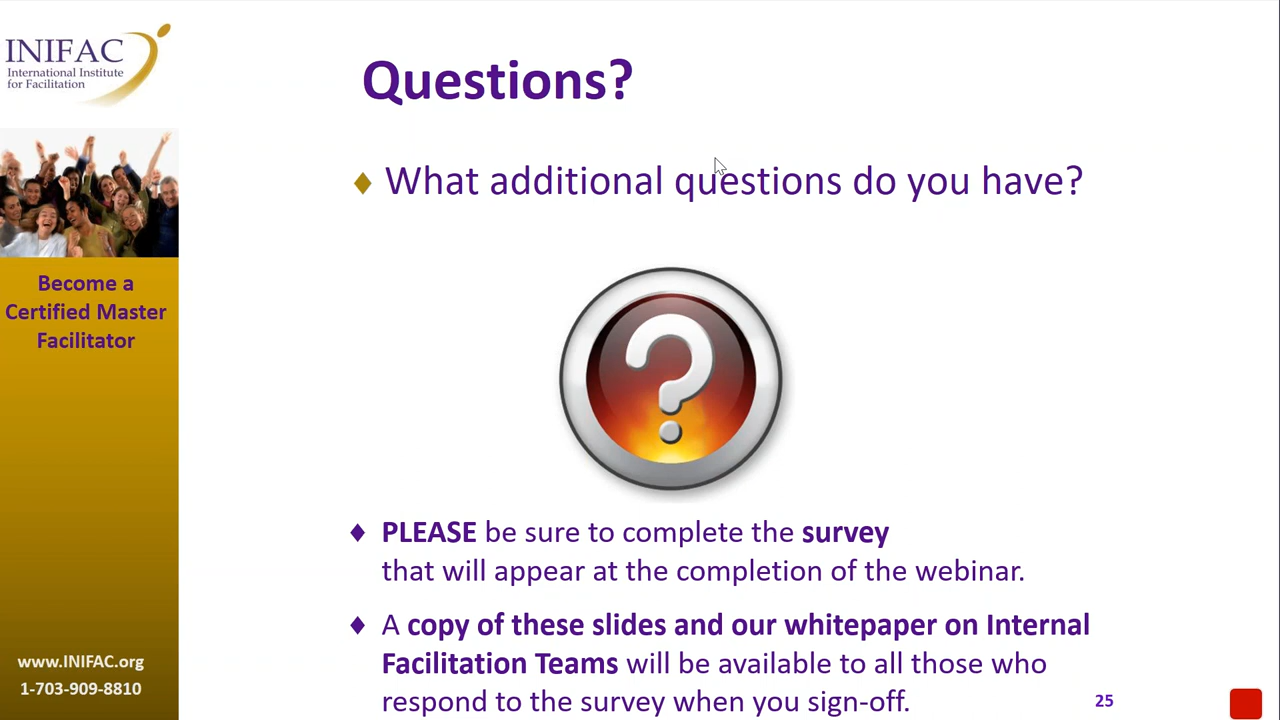 INIFAC
International Institute
for Facilitation
Become a
Certified Master
Facilitator
www.INIFAC.org
1-703-909-8810
Questions?
What additional questions do you have?
?
PLEASE be sure to complete the survey
that will appear at the completion of the webinar.
A copy of these slides and our whitepaper on Internal
Facilitation Teams will be available to all those who
respond to the survey when you sign-off.
25